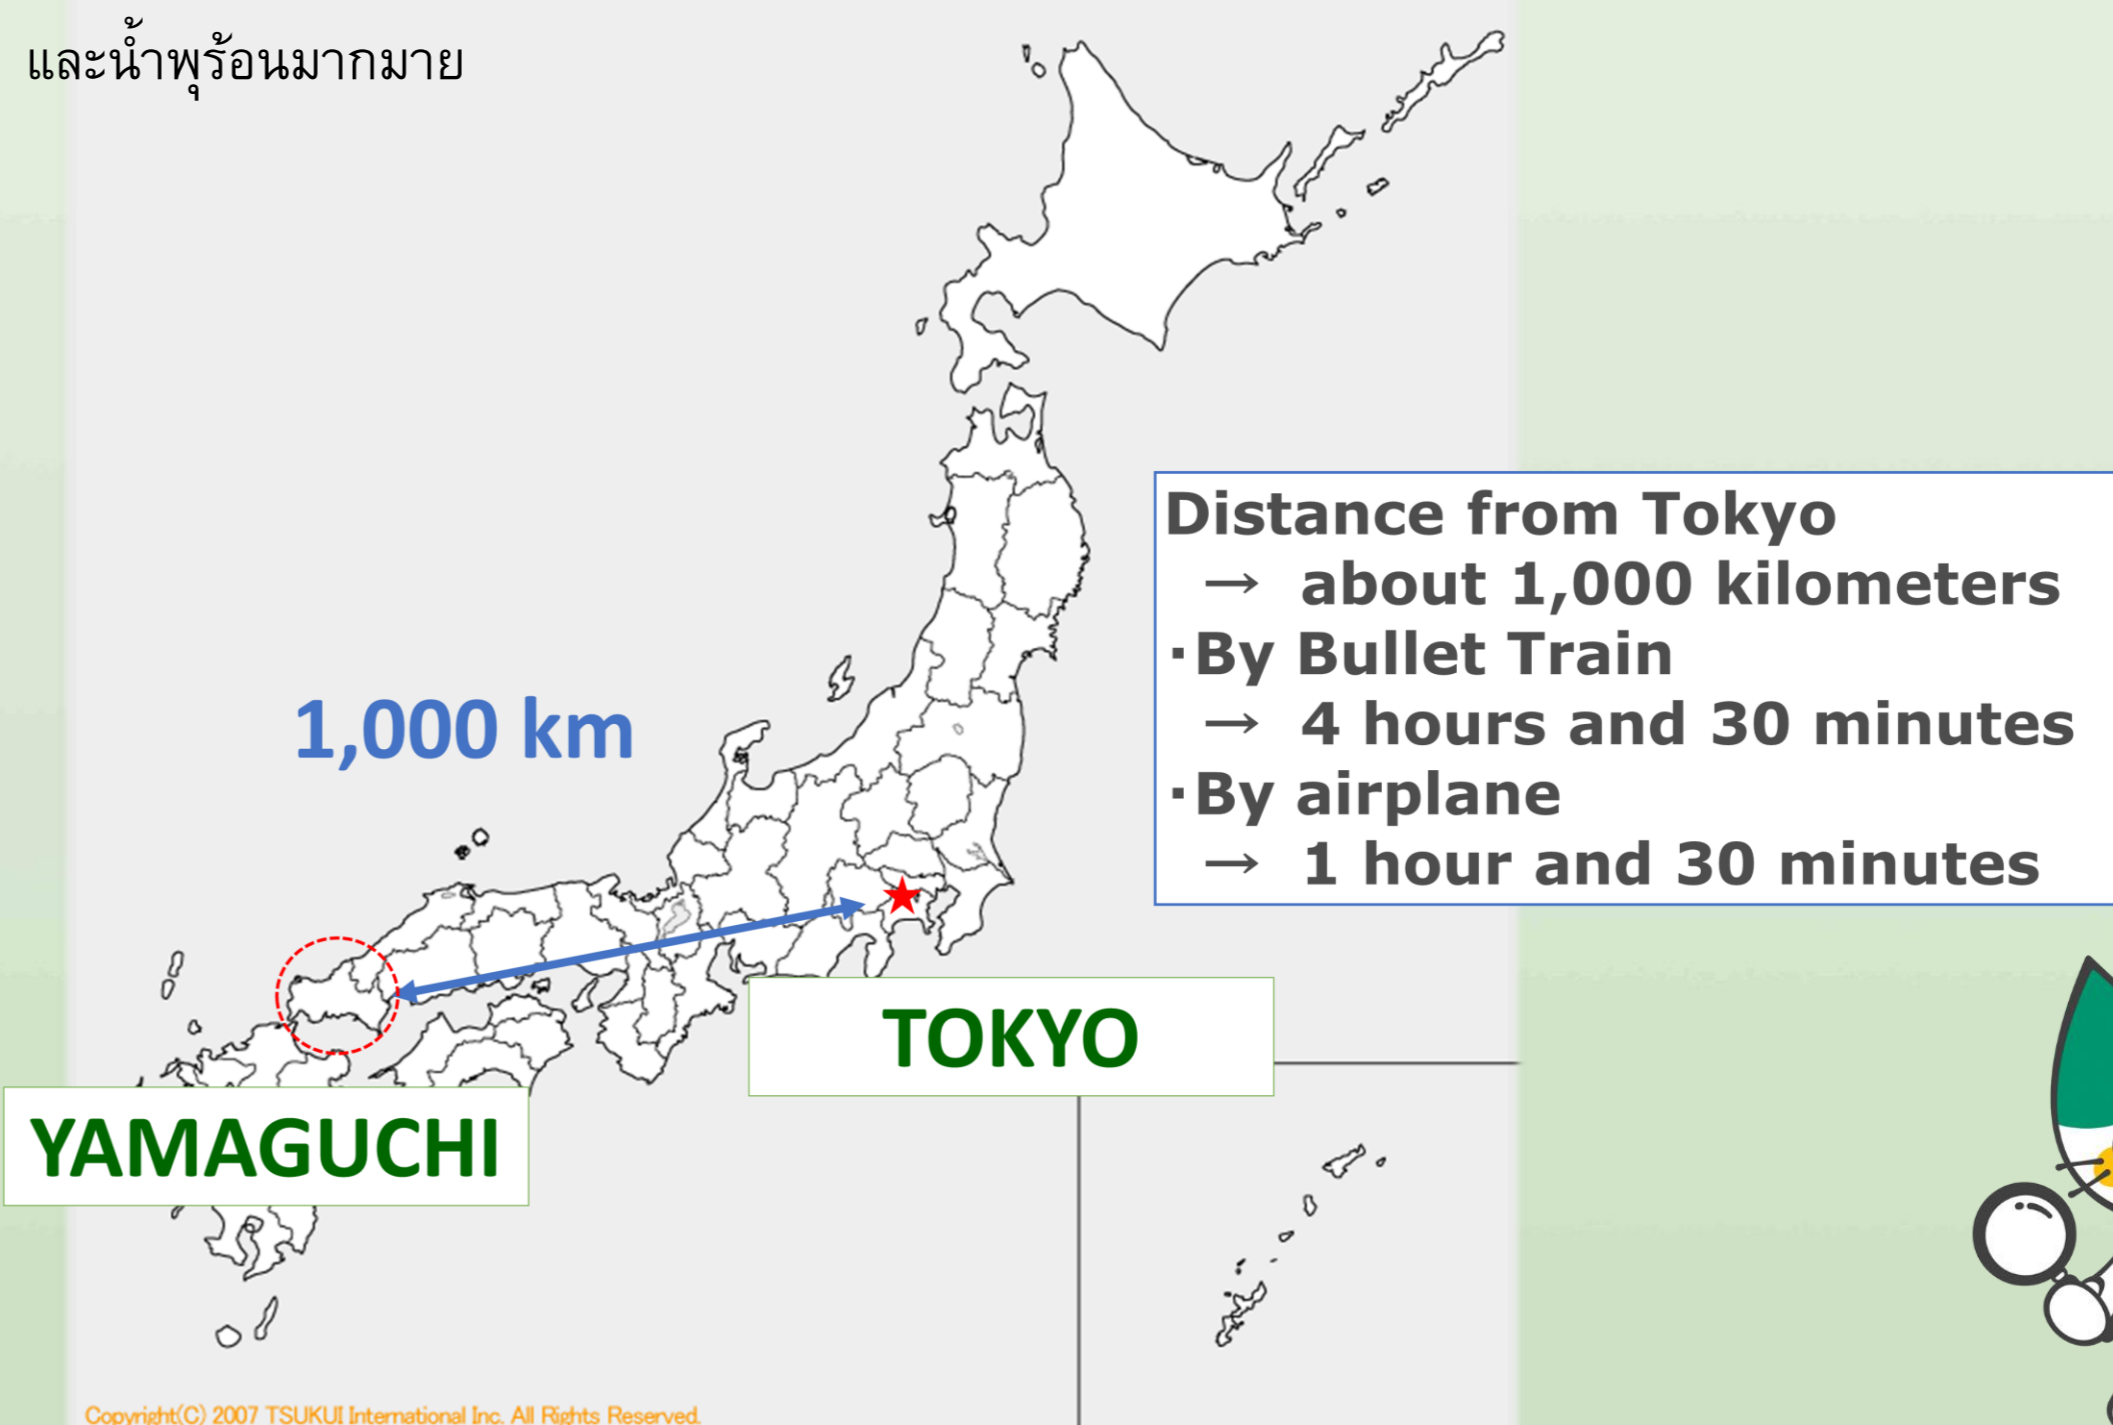 และน้ำพุร้อนมากมาย
Distance from Tokyo
→ about 1,000 kilometers
・By Bullet Train
→ 4 hours and 30 minutes
・By airplane
→ 1 hour and 30 minutes
1,000 km
TOKYO
YAMAGUCHI
Copyright(C) 2007 TSUKUI International Inc. All Rights Reserved.